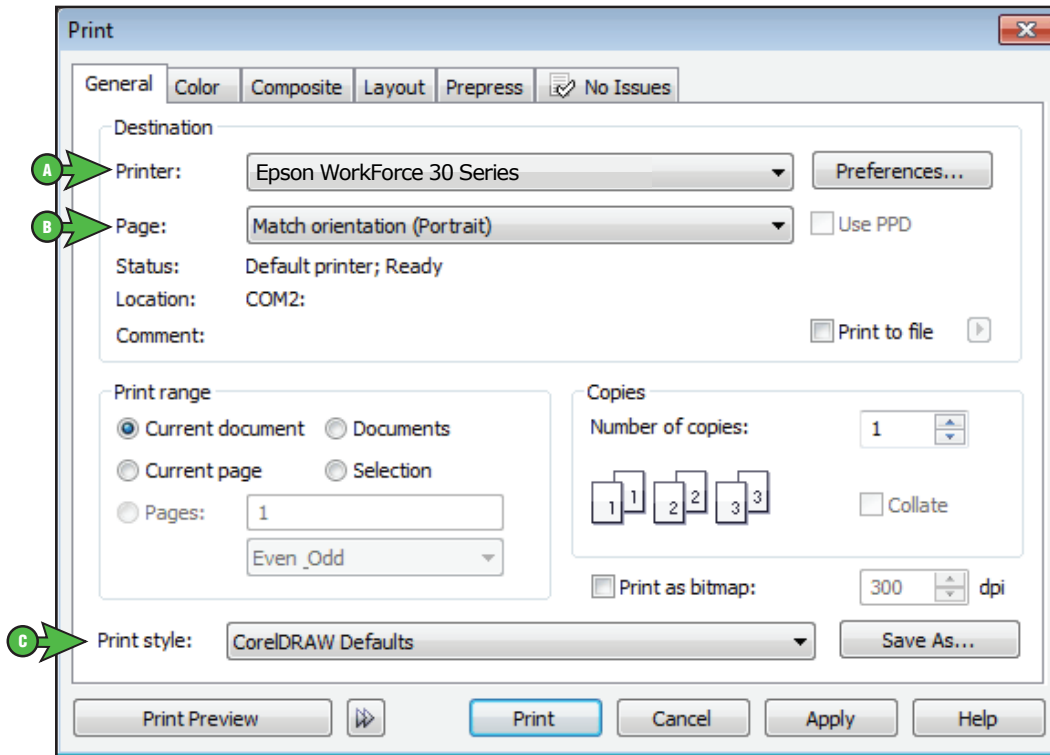 Print
General Color Composite Layout Prepress No Issues
Destination
A Printer: Epson WorkForce 30 Series Preferences...
B Page: Match orientation (Portrait) Use PPD
Status: Default printer; Ready
Location: COM2:
Comment: Print to file
Print range
Current document Documents
Current page Selection
Pages: 1
Even_Odd
Copies
Number of copies: 1
1 1 2 2 3 3
Collate
Print as bitmap: 300 dpi
C Print style: CorelDRAW Defaults Save As...
Print Preview Print Cancel Apply Help